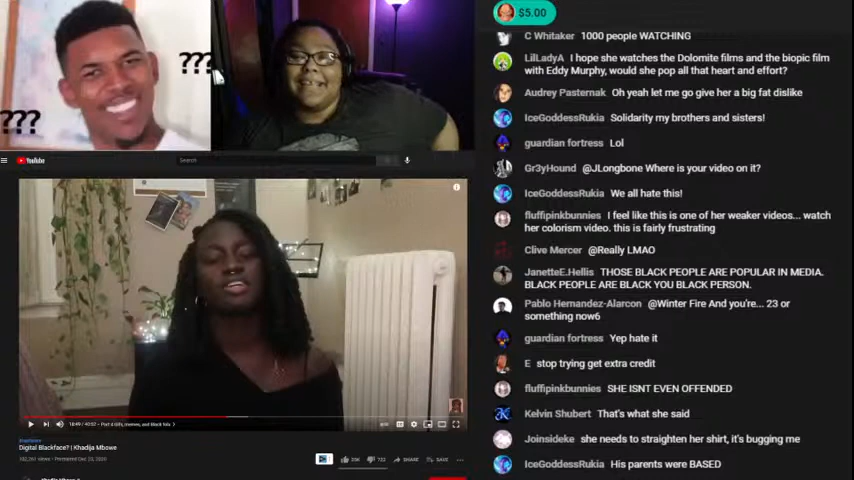 $5.00
???
???
C Whitaker 1000 people WATCHING
LilLadyA I hope she watches the Dolomite films and the biopic film
with Eddy Murphy, would she pop all that heart and effort?
Audrey Pasternak Oh yeah let me go give her a big fat dislike
IceGoddessRukia Solidarity my brothers and sisters!
guardian fortress Lol
Gr3yHound @JLongbone Where is your video on it?
IceGoddessRukia We all hate this!
fluffipinkbunnies I feel like this is one of her weaker videos... watch
her colorism video. this is fairly frustrating
Clive Mercer @Really LMAO
JanetteE.Hellis THOSE BLACK PEOPLE ARE POPULAR IN MEDIA.
BLACK PEOPLE ARE BLACK YOU BLACK PERSON.
Pablo Hernandez-Alarcon @Winter Fire And you're... 23 or
something now6
guardian fortress Yep hate it
E stop trying get extra credit
fluffipinkbunnies SHE ISNT EVEN OFFENDED
Kelvin Shubert That's what she said
Joinsideke she needs to straighten her shirt, it's bugging me
IceGoddessRukia His parents were BASED
YouTube
Search
Digital Blackface? | Khadija Mbowe
SHARE
SAVE